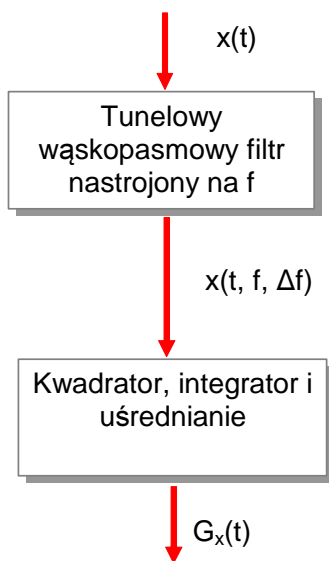 x(t)
Tunelowy
wąskopasmowy filtr
nastrojony na f
x(t, f, Δf)
Kwadrator, integrator i
uśrednianie
Gₓ(t)